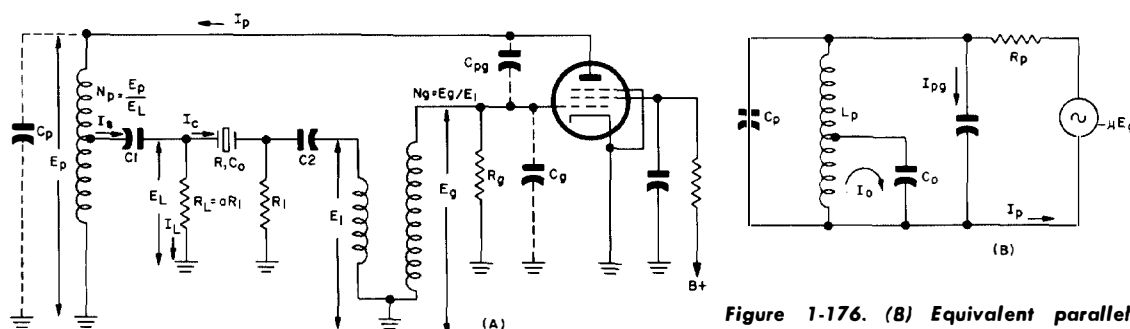 Ip
Cpg
Np=Ep/EL
Ng=Eg/E1
Cp
Ep
Is
C1
Ic
R,Co
C2
EL
IL
RL=aR1
R1
E1
Eg
Rg
Cg
B+
(A)
Cp
Lp
Io
Co
Ipg
Rp
Ip
(B)
Figure 1-176. (B) Equivalent parallel